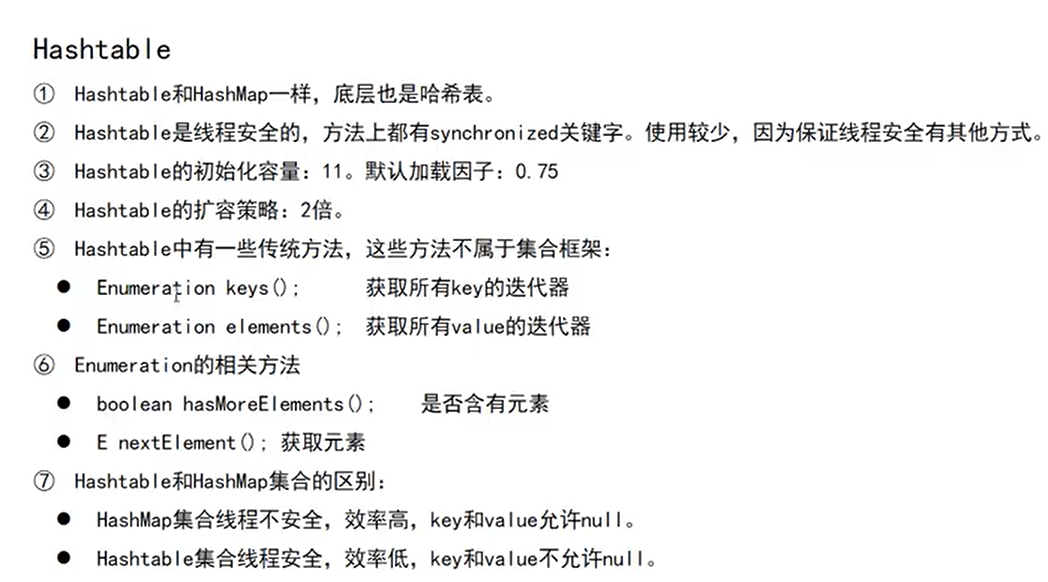 Hashtable
① Hashtable和HashMap一样，底层也是哈希表。
② Hashtable是线程安全的，方法上都有synchronized关键字。使用较少，因为保证线程安全有其他方式。
③ Hashtable的初始化容量：11。默认加载因子：0.75
④ Hashtable的扩容策略：2倍。
⑤ Hashtable中有一些传统方法，这些方法不属于集合框架：
● Enumeration keys(); 获取所有key的迭代器
● Enumeration elements(); 获取所有value的迭代器
⑥ Enumeration的相关方法
● boolean hasMoreElements(); 是否含有元素
● E nextElement(); 获取元素
⑦ Hashtable和HashMap集合的区别：
● HashMap集合线程不安全，效率高，key和value允许null。
● Hashtable集合线程安全，效率低，key和value不允许null。